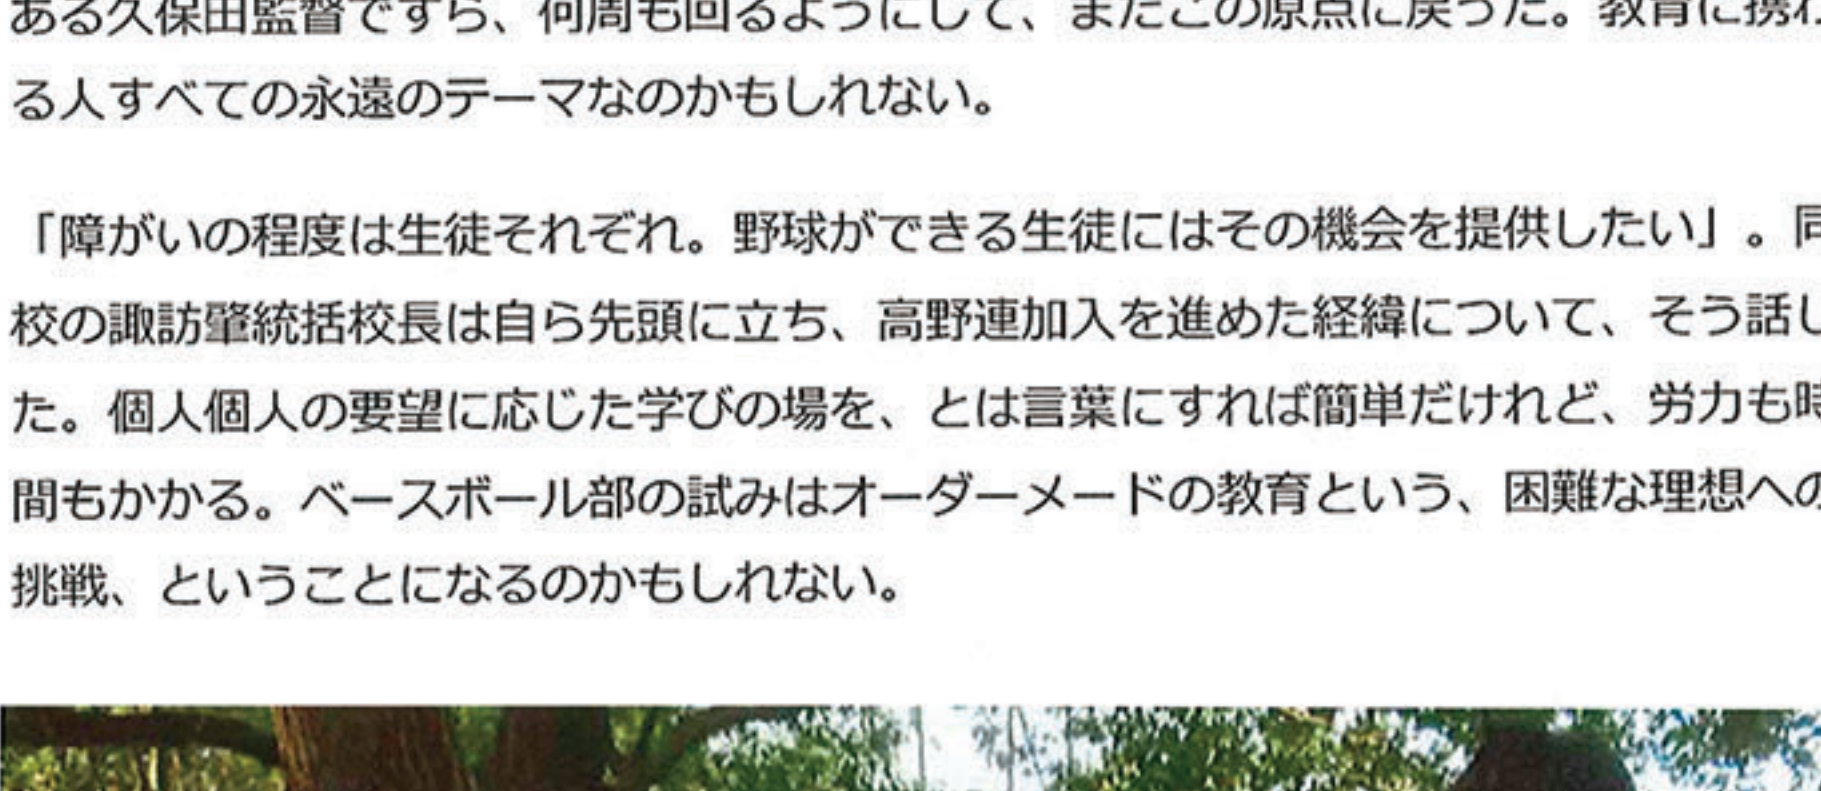 ある久保田監督ですら、何周も回るようにして、またこの原点に戻った。教育に携わ
る人すべての永遠のテーマなのかもしれない。
「障がいの程度は生徒それぞれ。野球ができる生徒にはその機会を提供したい」。同
校の諏訪肇統括校長は自ら先頭に立ち、高野連加入を進めた経緯について、そう話し
た。個人個人の要望に応じた学びの場を、とは言葉にすれば簡単だけれど、労力も時
間もかかる。ベースボール部の試みはオーダーメードの教育という、困難な理想への
挑戦、ということになるのかもしれない。